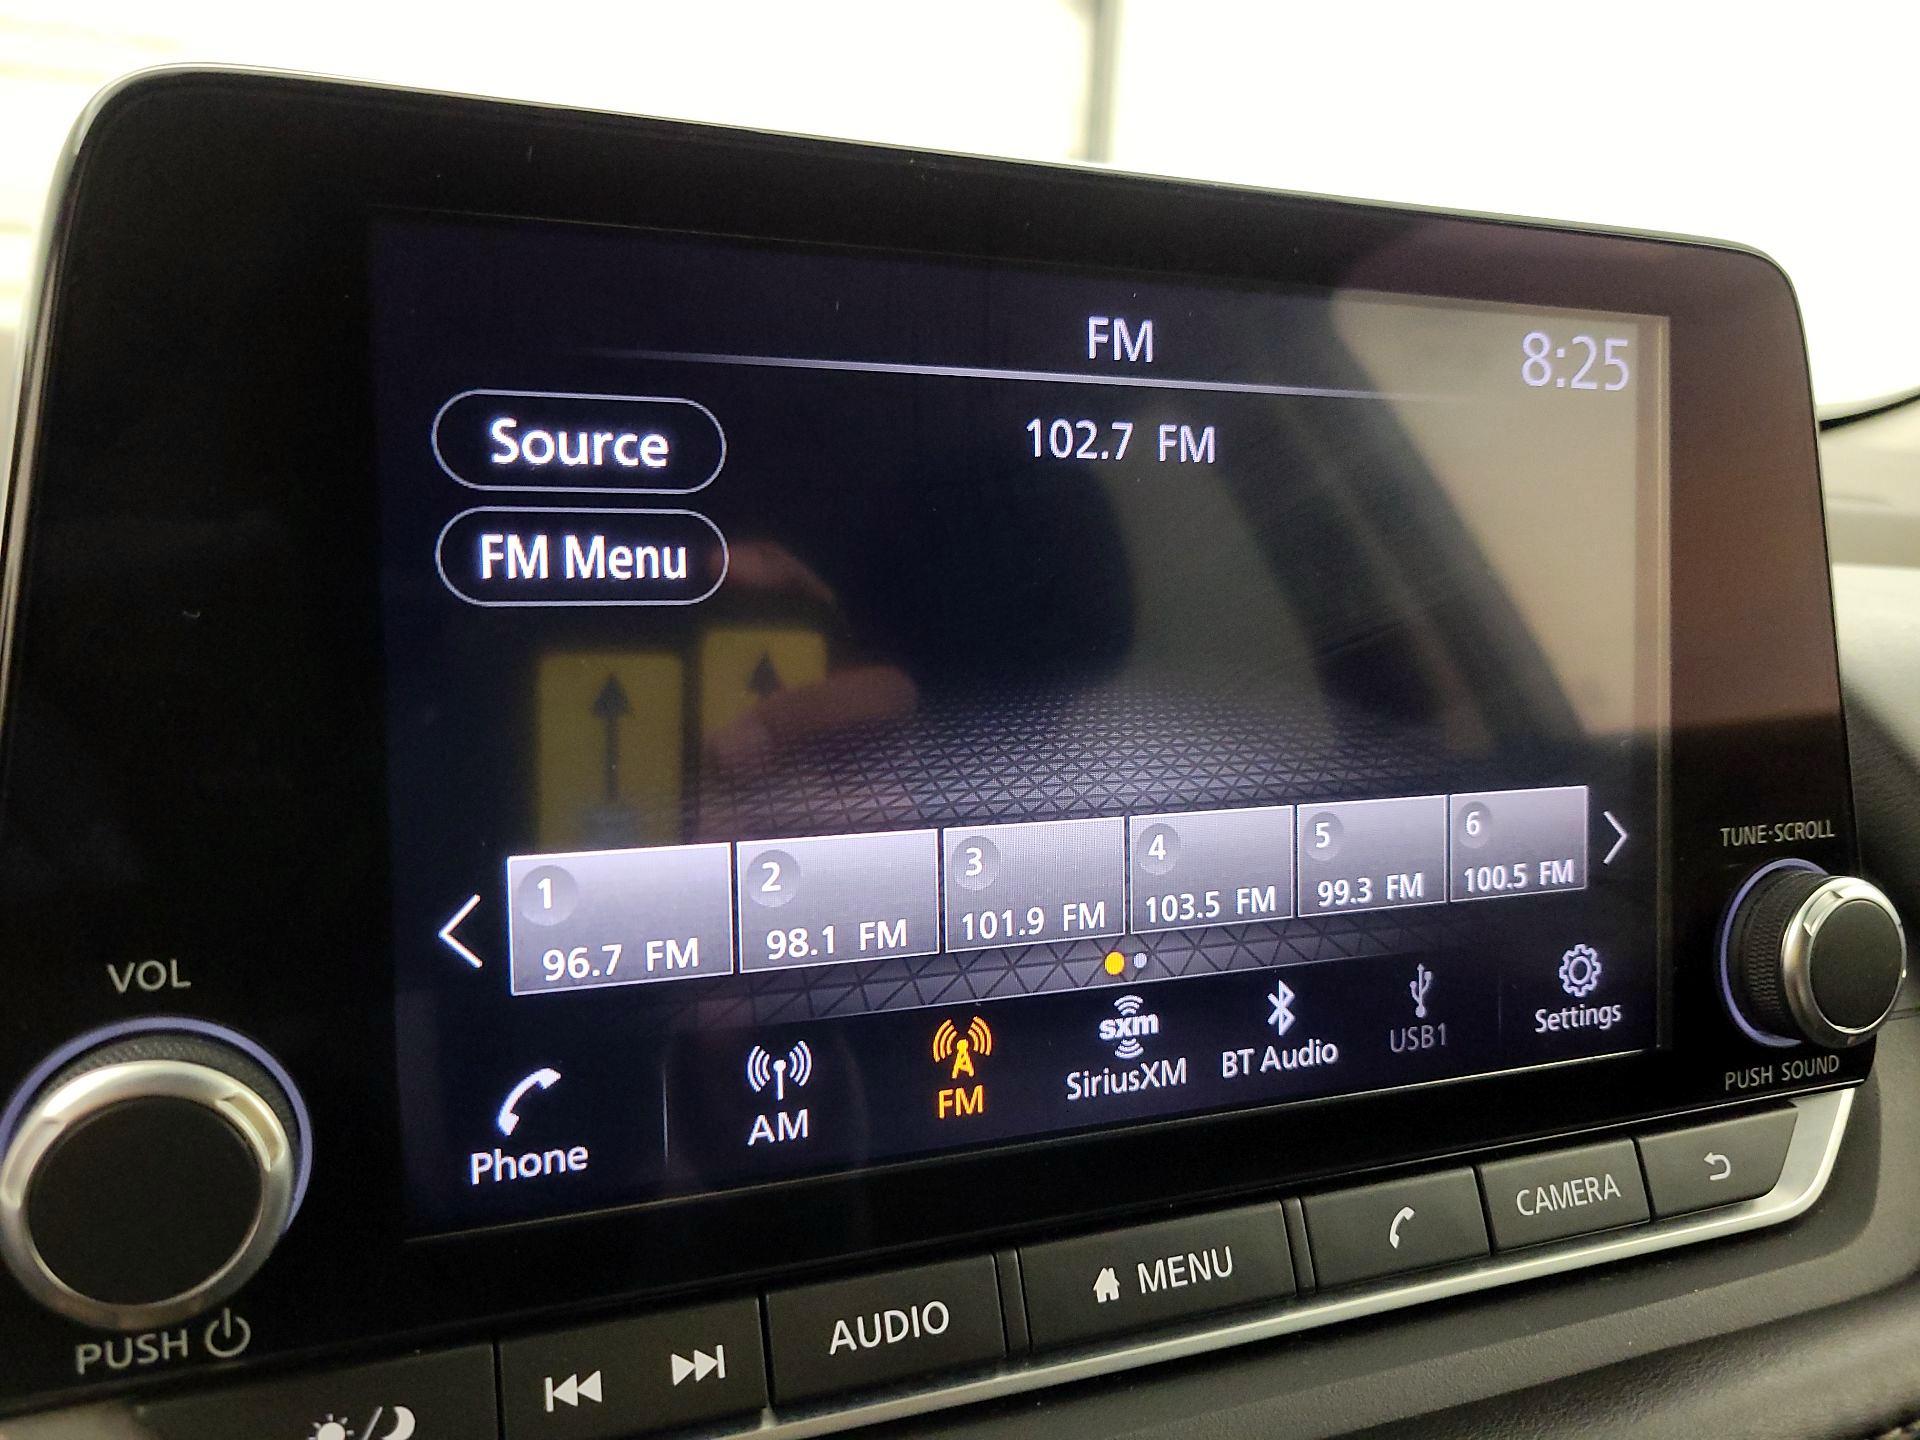 FM
8:25
Source
102.7 FM
FM Menu
1
96.7 FM
2
98.1 FM
3
101.9 FM
4
103.5 FM
5
99.3 FM
6
100.5 FM
Phone
AM
FM
sxm
SiriusXM
BT Audio
USB1
Settings
VOL
PUSH
TUNE·SCROLL
PUSH SOUND
AUDIO
MENU
CAMERA